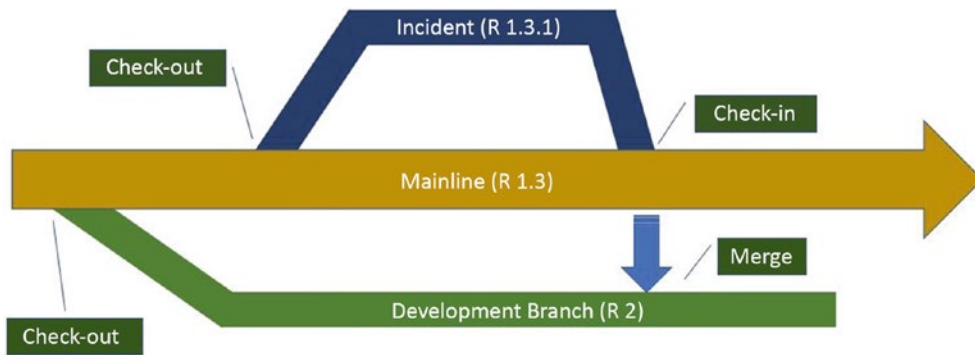 Incident (R 1.3.1)
Check-out
Check-in
Mainline (R 1.3)
Merge
Development Branch (R 2)
Check-out